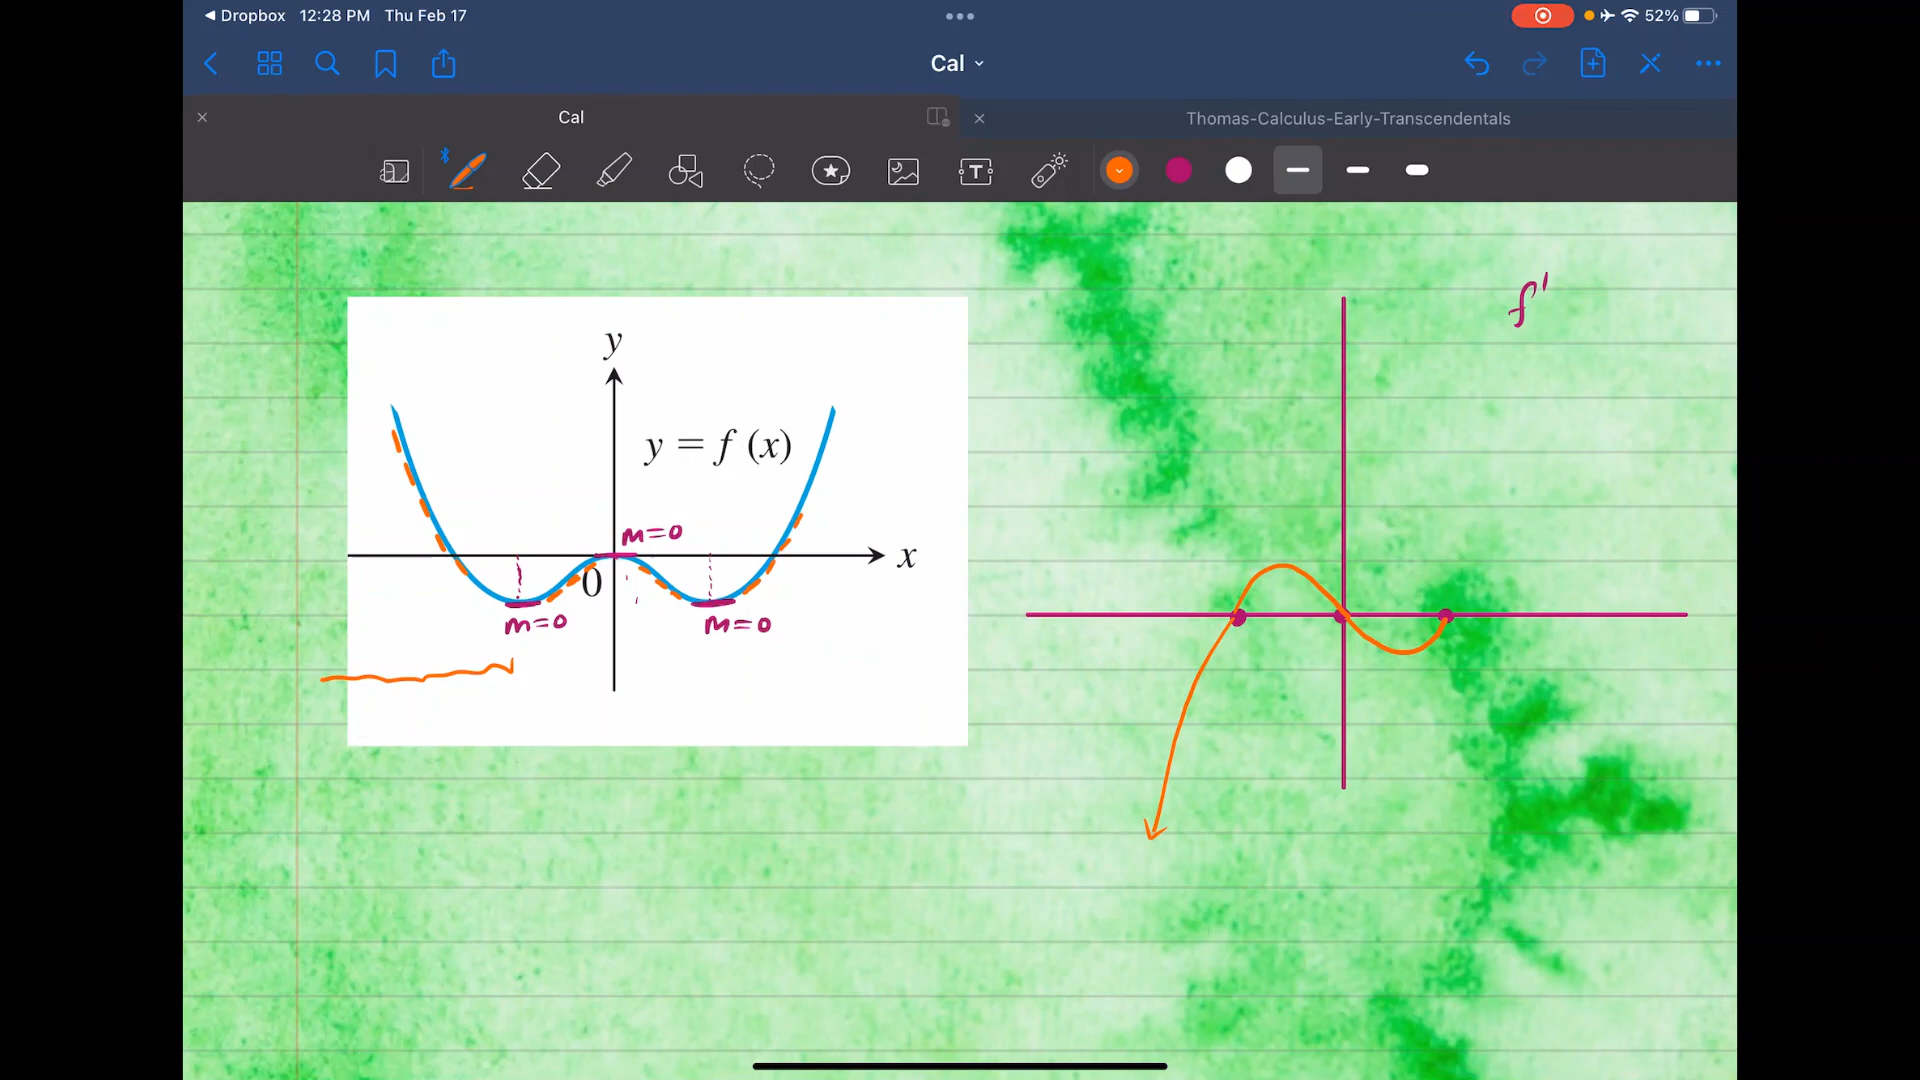 Dropbox 12:28 PM Thu Feb 17
52%
Cal
Cal
Thomas-Calculus-Early-Transcendentals
T
f'
y
y = f (x)
m=0
x
0
m=0
m=0